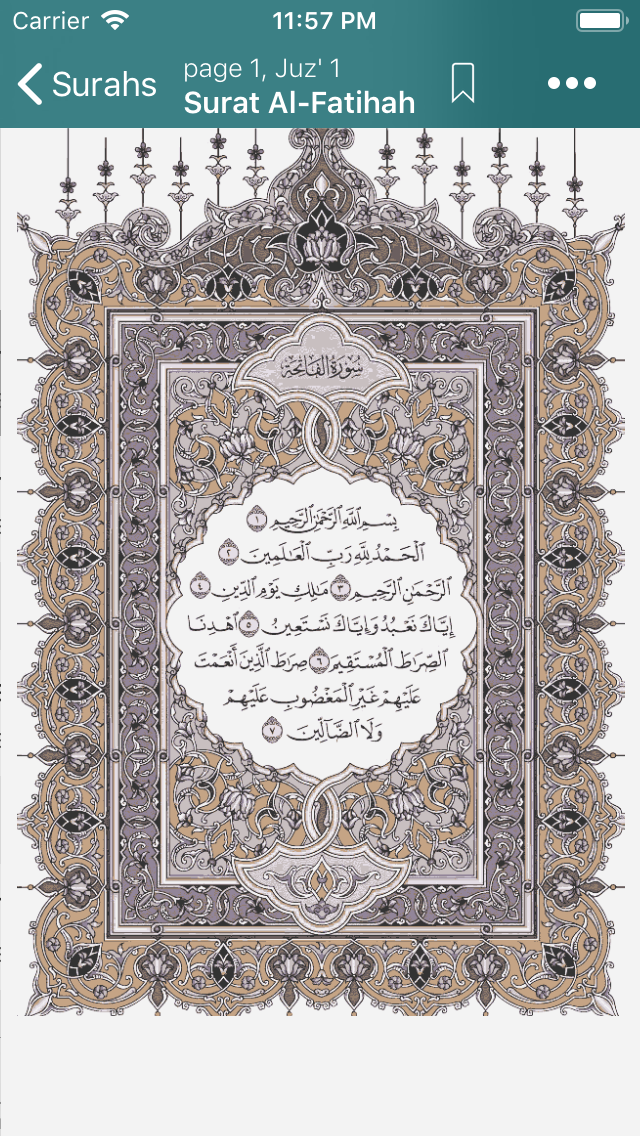 Carrier 11:57 PM
Surahs
page 1, Juz' 1
Surat Al-Fatihah
سُورَةُ الفَاتِحَة
بِسْمِ ٱللَّهِ ٱلرَّحْمَٰنِ ٱلرَّحِيمِ ١
ٱلْحَمْدُ لِلَّهِ رَبِّ ٱلْعَٰلَمِينَ ٢
ٱلرَّحْمَٰنِ ٱلرَّحِيمِ ٣ مَٰلِكِ يَوْمِ ٱلدِّينِ ٤
إِيَّاكَ نَعْبُدُ وَإِيَّاكَ نَسْتَعِينُ ٥ ٱهْدِنَا
ٱلصِّرَٰطَ ٱلْمُسْتَقِيمَ ٦ صِرَٰطَ ٱلَّذِينَ أَنْعَمْتَ
عَلَيْهِمْ غَيْرِ ٱلْمَغْضُوبِ عَلَيْهِمْ
وَلَا ٱلضَّآلِّينَ ٧